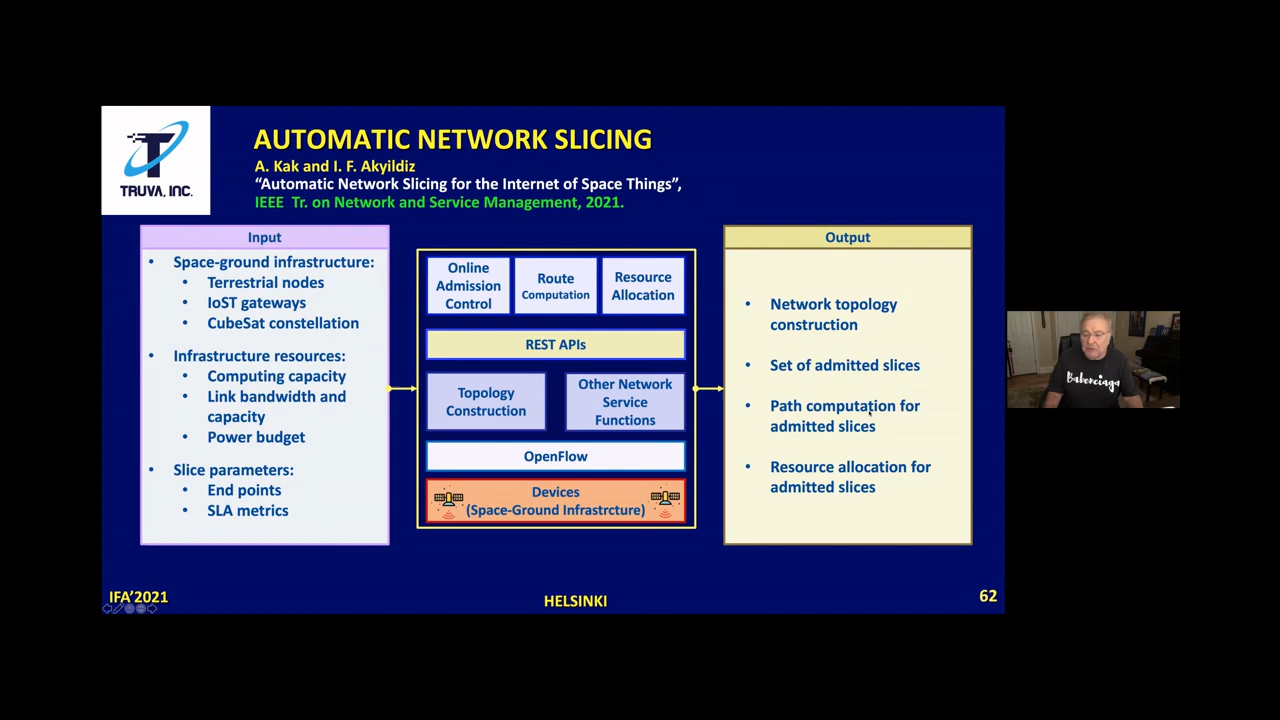 TRUVA, INC.
AUTOMATIC NETWORK SLICING
A. Kak and I. F. Akyildiz
“Automatic Network Slicing for the Internet of Space Things”,
IEEE Tr. on Network and Service Management, 2021.
Input
• Space-ground infrastructure:
• Terrestrial nodes
• IoST gateways
• CubeSat constellation
• Infrastructure resources:
• Computing capacity
• Link bandwidth and
capacity
• Power budget
• Slice parameters:
• End points
• SLA metrics
Online
Admission
Control
Route
Computation
Resource
Allocation
REST APIs
Topology
Construction
Other Network
Service
Functions
OpenFlow
Devices
(Space-Ground Infrastrcture)
Output
• Network topology
construction
• Set of admitted slices
• Path computation for
admitted slices
• Resource allocation for
admitted slices
Babenciaga
IFA’2021
HELSINKI
62